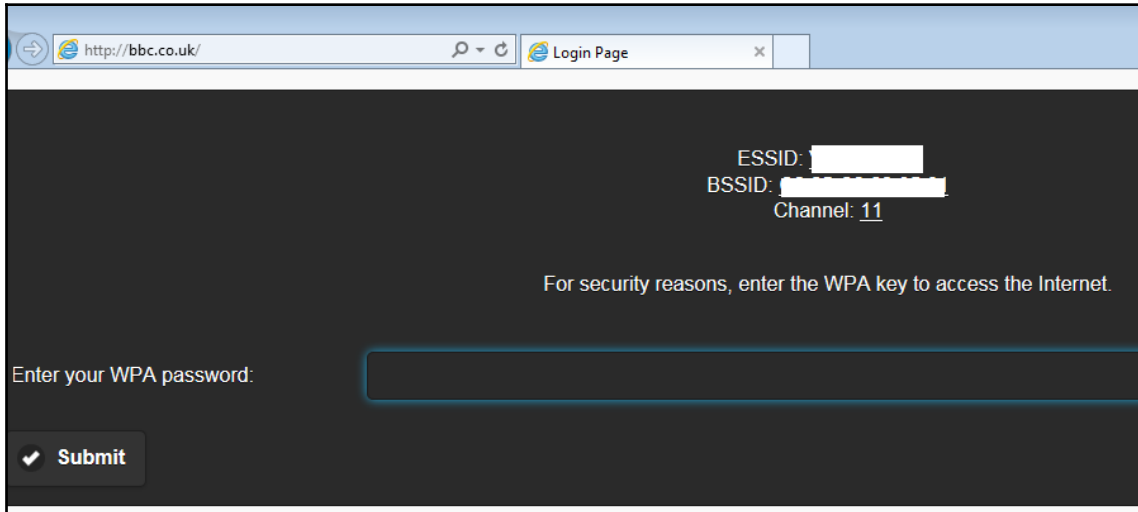 http://bbc.co.uk/
Login Page
ESSID:
BSSID:
Channel: 11
For security reasons, enter the WPA key to access the Internet.
Enter your WPA password:
Submit